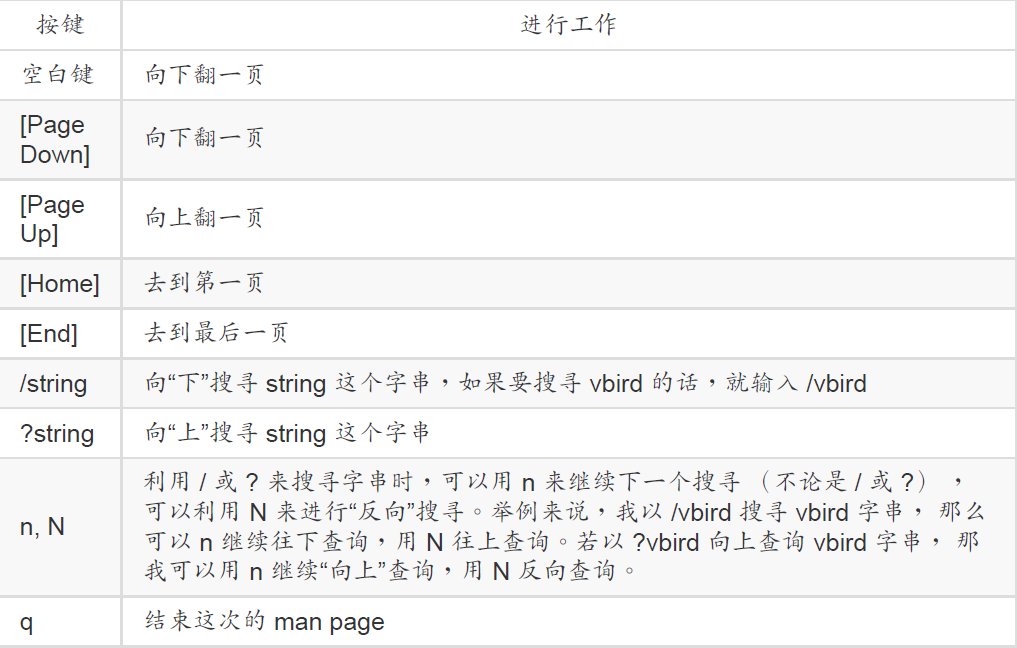 按键 进行工作
空白键 向下翻一页
[Page
Down] 向下翻一页
[Page
Up] 向上翻一页
[Home] 去到第一页
[End] 去到最后一页
/string 向“下”搜寻 string 这个字串，如果要搜寻 vbird 的话，就输入 /vbird
?string 向“上”搜寻 string 这个字串
n, N
利用 / 或 ? 来搜寻字串时，可以用 n 来继续下一个搜寻 （不论是 / 或 ?） ，
可以利用 N 来进行“反向”搜寻。举例来说，我以 /vbird 搜寻 vbird 字串， 那么
可以 n 继续往下查询，用 N 往上查询。若以 ?vbird 向上查询 vbird 字串， 那
我可以用 n 继续“向上”查询，用 N 反向查询。
q 结束这次的 man page